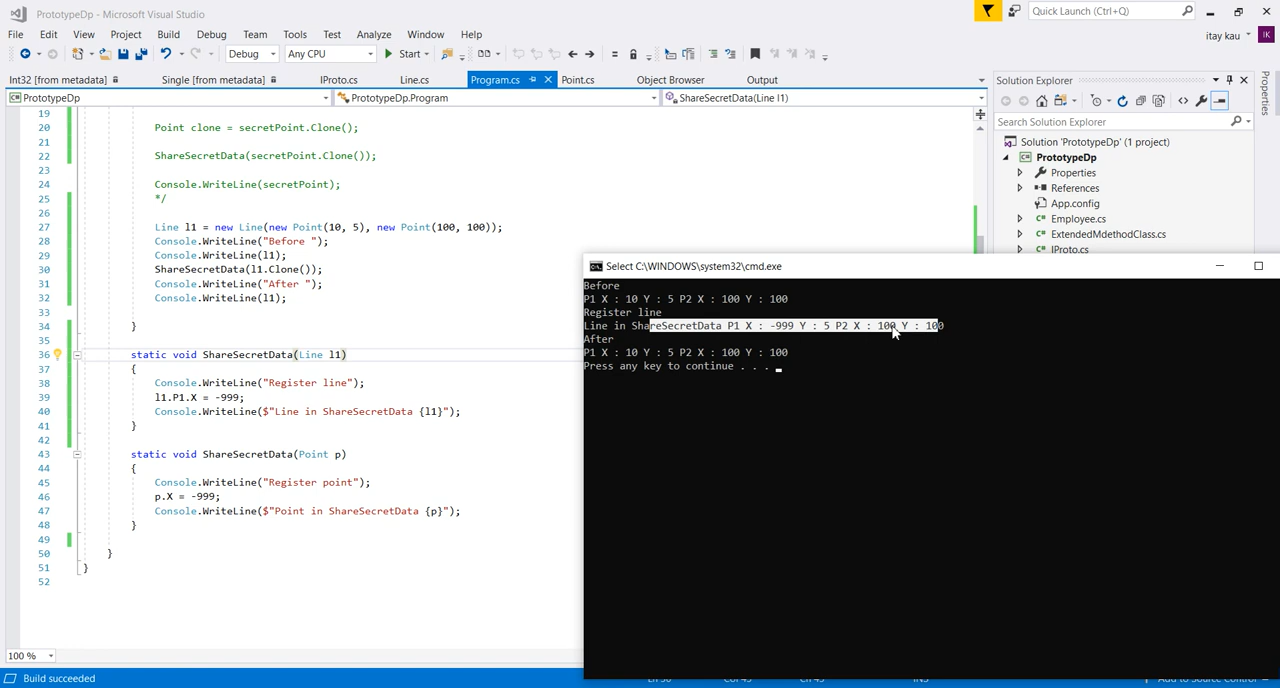 PrototypeDp - Microsoft Visual Studio
Quick Launch (Ctrl+Q)
File Edit View Project Build Debug Team Tools Test Analyze Window Help
itay kau IK
Debug Any CPU Start
Int32 [from metadata] Single [from metadata] IProto.cs Line.cs Program.cs Point.cs Object Browser Output
PrototypeDp PrototypeDp.Program ShareSecretData(Line l1)
19
20 Point clone = secretPoint.Clone();
21
22 ShareSecretData(secretPoint.Clone());
23
24 Console.WriteLine(secretPoint);
25 */
26
27 Line l1 = new Line(new Point(10, 5), new Point(100, 100));
28 Console.WriteLine("Before ");
29 Console.WriteLine(l1);
30 ShareSecretData(l1.Clone());
31 Console.WriteLine("After ");
32 Console.WriteLine(l1);
33
34 }
35
36 static void ShareSecretData(Line l1)
37 {
38 Console.WriteLine("Register line");
39 l1.P1.X = -999;
40 Console.WriteLine($"Line in ShareSecretData {l1}");
41 }
42
43 static void ShareSecretData(Point p)
44 {
45 Console.WriteLine("Register point");
46 p.X = -999;
47 Console.WriteLine($"Point in ShareSecretData {p}");
48 }
49
50 }
51 }
52
100 %
Build succeeded
Solution Explorer
Search Solution Explorer
Solution 'PrototypeDp' (1 project)
PrototypeDp
Properties
References
App.config
Employee.cs
ExtendedMdethodClass.cs
IProto.cs
Properties
Select C:\WINDOWS\system32\cmd.exe
Before
P1 X : 10 Y : 5 P2 X : 100 Y : 100
Register line
Line in ShareSecretData P1 X : -999 Y : 5 P2 X : 100 Y : 100
After
P1 X : 10 Y : 5 P2 X : 100 Y : 100
Press any key to continue . . .